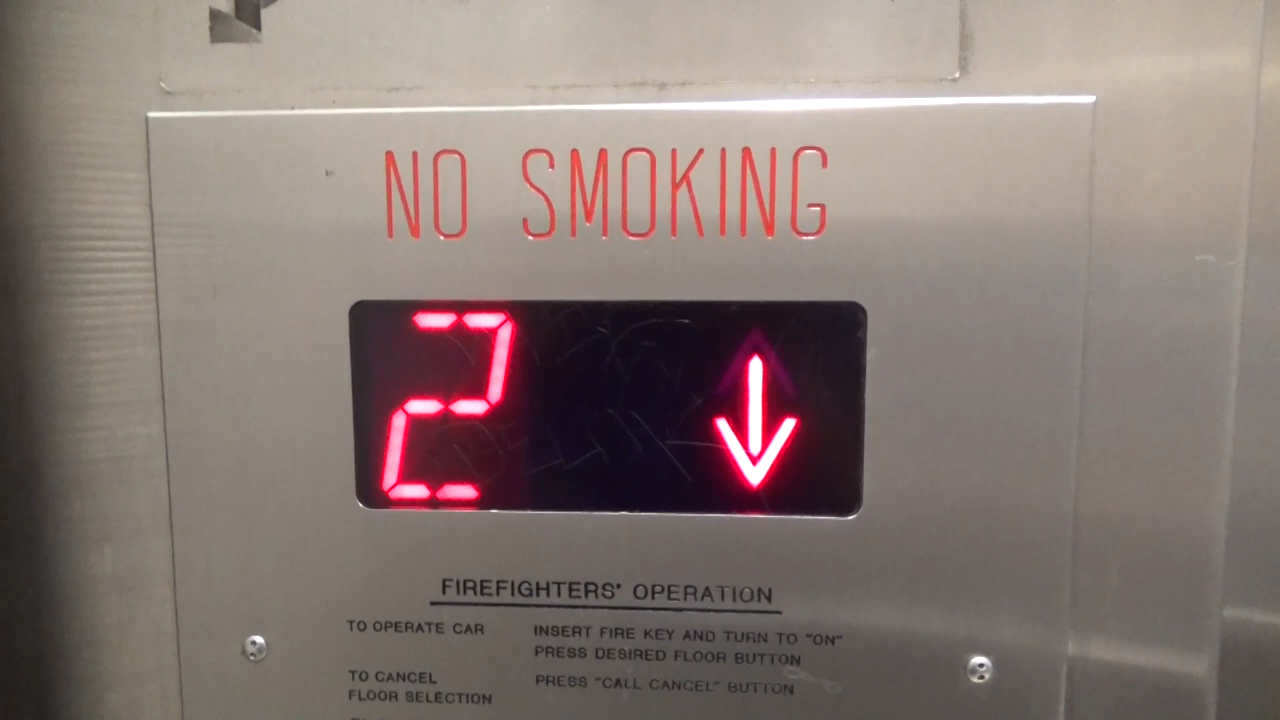 NO SMOKING
2 ↓
FIREFIGHTERS' OPERATION
TO OPERATE CAR INSERT FIRE KEY AND TURN TO "ON"
PRESS DESIRED FLOOR BUTTON
TO CANCEL PRESS "CALL CANCEL" BUTTON
FLOOR SELECTION